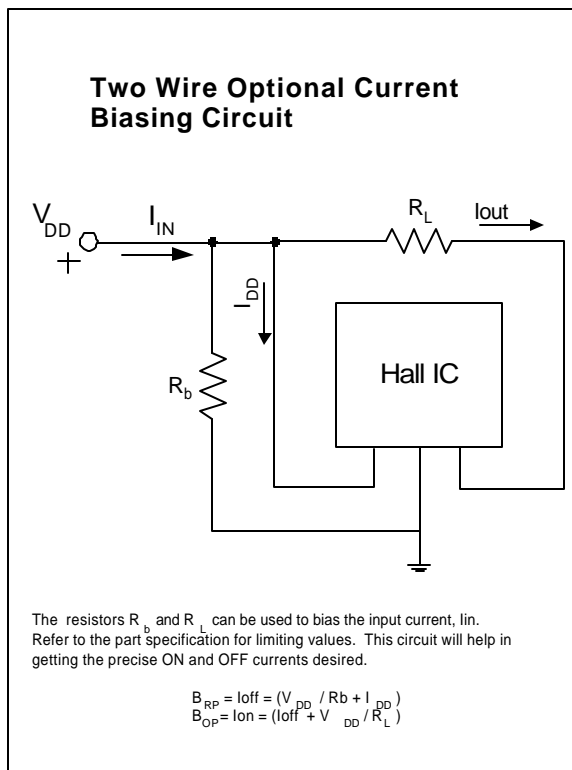 Two Wire Optional Current
Biasing Circuit
V DD
I IN
R L
Iout
+
I DD
Hall IC
R b
The resistors R b and R L can be used to bias the input current, Iin.
Refer to the part specification for limiting values. This circuit will help in
getting the precise ON and OFF currents desired.
B RP = Ioff = (V DD / Rb + I DD )
B OP = Ion = (Ioff + V DD / R L )